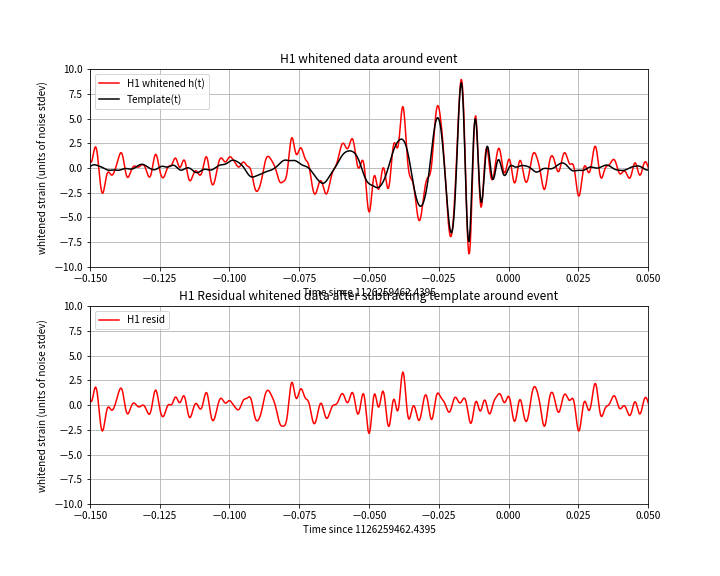 H1 whitened data around event
10.0
7.5
5.0
2.5
0.0
−2.5
−5.0
−7.5
−10.0
whitened strain (units of noise stdev)
H1 whitened h(t)
Template(t)
−0.150 −0.125 −0.100 −0.075 −0.050 −0.025 0.000 0.025 0.050
Time since 1126259462.4395
H1 Residual whitened data after subtracting template around event
10.0
7.5
5.0
2.5
0.0
−2.5
−5.0
−7.5
−10.0
whitened strain (units of noise stdev)
H1 resid
−0.150 −0.125 −0.100 −0.075 −0.050 −0.025 0.000 0.025 0.050
Time since 1126259462.4395